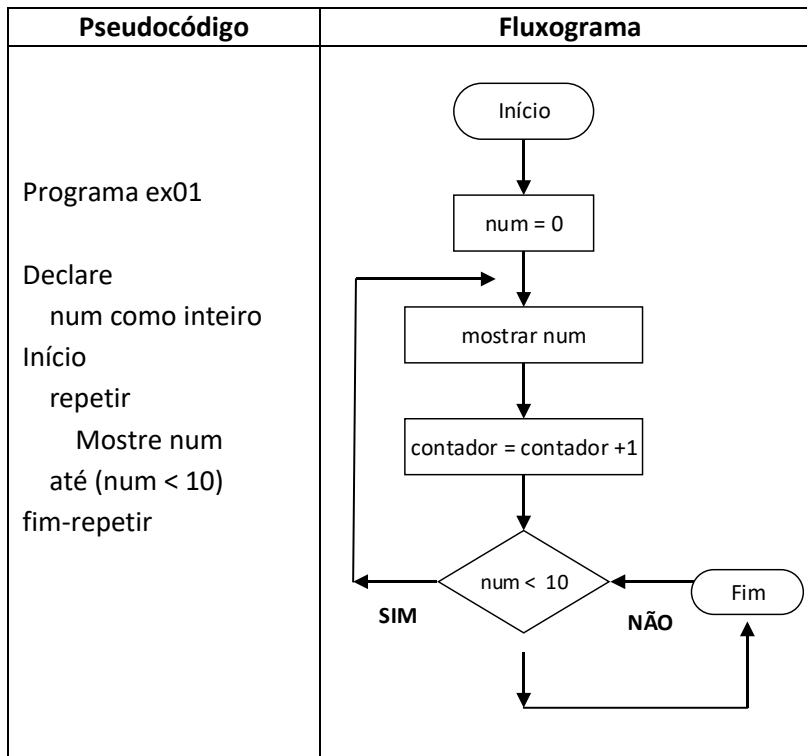 Pseudocódigo
Fluxograma
Programa ex01
Declare
num como inteiro
Início
repetir
Mostre num
até (num < 10)
fim-repetir
Início
num = 0
mostrar num
contador = contador +1
num < 10
SIM
NÃO
Fim